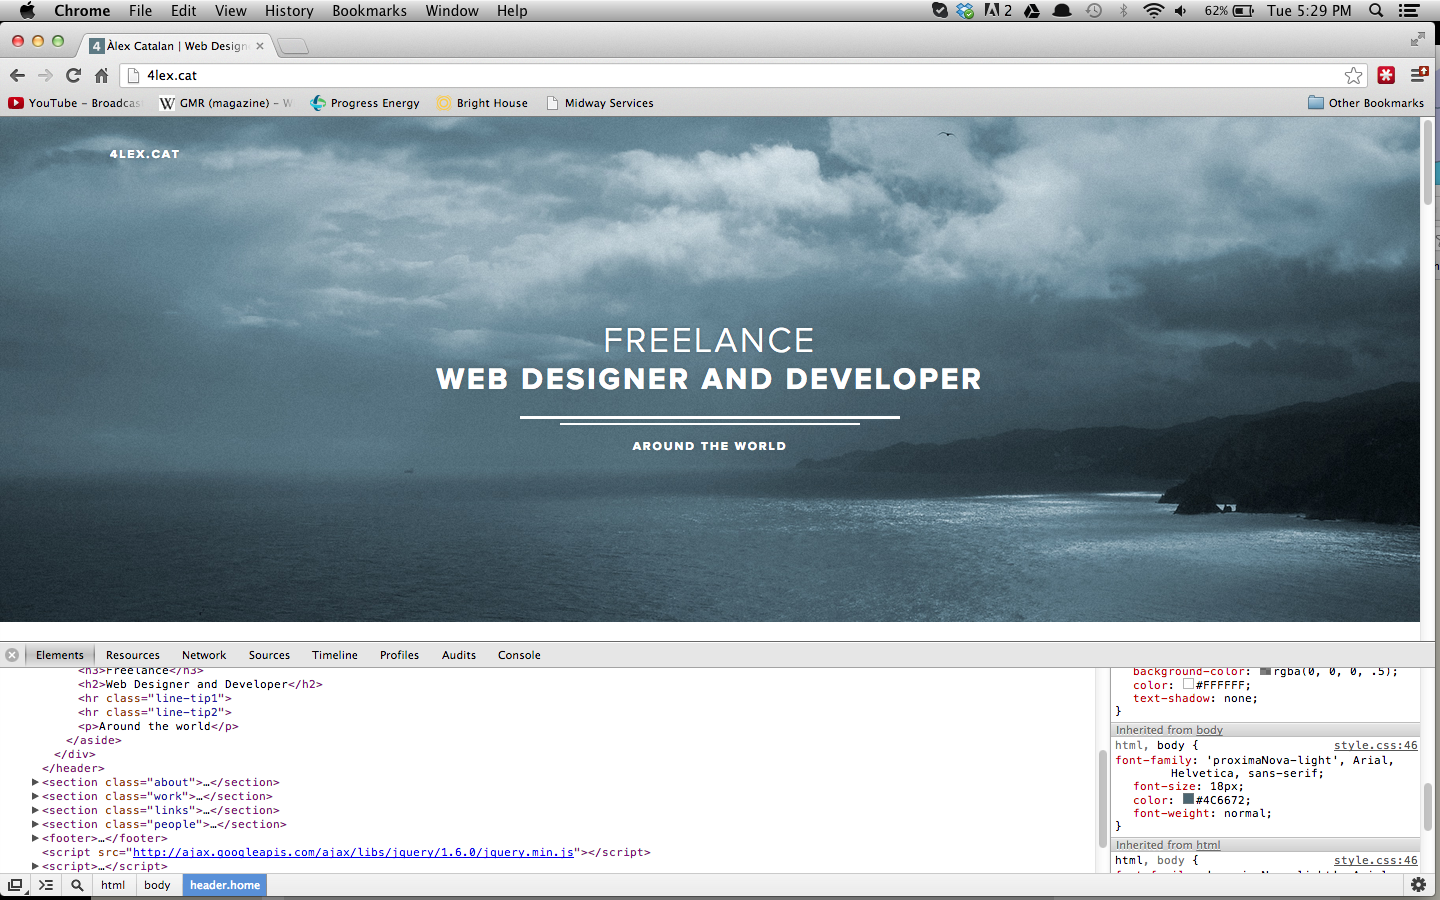 Chrome File Edit View History Bookmarks Window Help 2 62% Tue 5:29 PM
4 Àlex Catalan | Web Design
4lex.cat
YouTube – Broadcas W GMR (magazine) – W Progress Energy Bright House Midway Services Other Bookmarks
4LEX.CAT
FREELANCE
WEB DESIGNER AND DEVELOPER
AROUND THE WORLD
Elements Resources Network Sources Timeline Profiles Audits Console
<h3>Freelance</h3>
<h2>Web Designer and Developer</h2>
<hr class="line-tip1">
<hr class="line-tip2">
<p>Around the world</p>
</aside>
</div>
</header>
<section class="about">…</section>
<section class="work">…</section>
<section class="links">…</section>
<section class="people">…</section>
<footer>…</footer>
<script src="http://ajax.googleapis.com/ajax/libs/jquery/1.6.0/jquery.min.js"></script>
<script>…</script>
background-color: rgba(0, 0, 0, .5);
color: #FFFFFF;
text-shadow: none;
}
Inherited from body
html, body { style.css:46
font-family: 'proximaNova-light', Arial,
Helvetica, sans-serif;
font-size: 18px;
color: #4C6672;
font-weight: normal;
}
Inherited from html
html, body { style.css:46
html body header.home